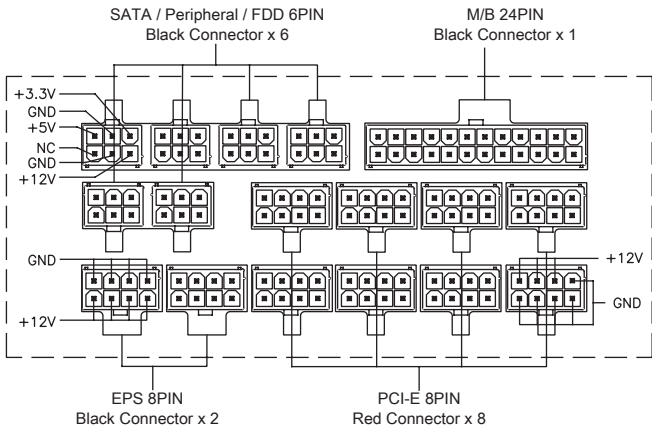 SATA / Peripheral / FDD 6PIN
Black Connector x 6
M/B 24PIN
Black Connector x 1
+3.3V
GND
+5V
NC
GND
+12V
GND
+12V
+12V
GND
EPS 8PIN
Black Connector x 2
PCI-E 8PIN
Red Connector x 8